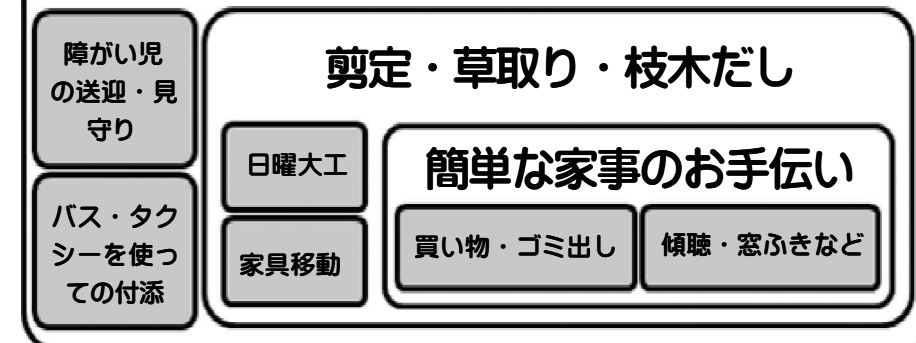 障がい児
の送迎・見
守り
バス・タク
シーを使っ
ての付添
剪定・草取り・枝木だし
日曜大工
家具移動
簡単な家事のお手伝い
買い物・ゴミ出し
傾聴・窓ふきなど